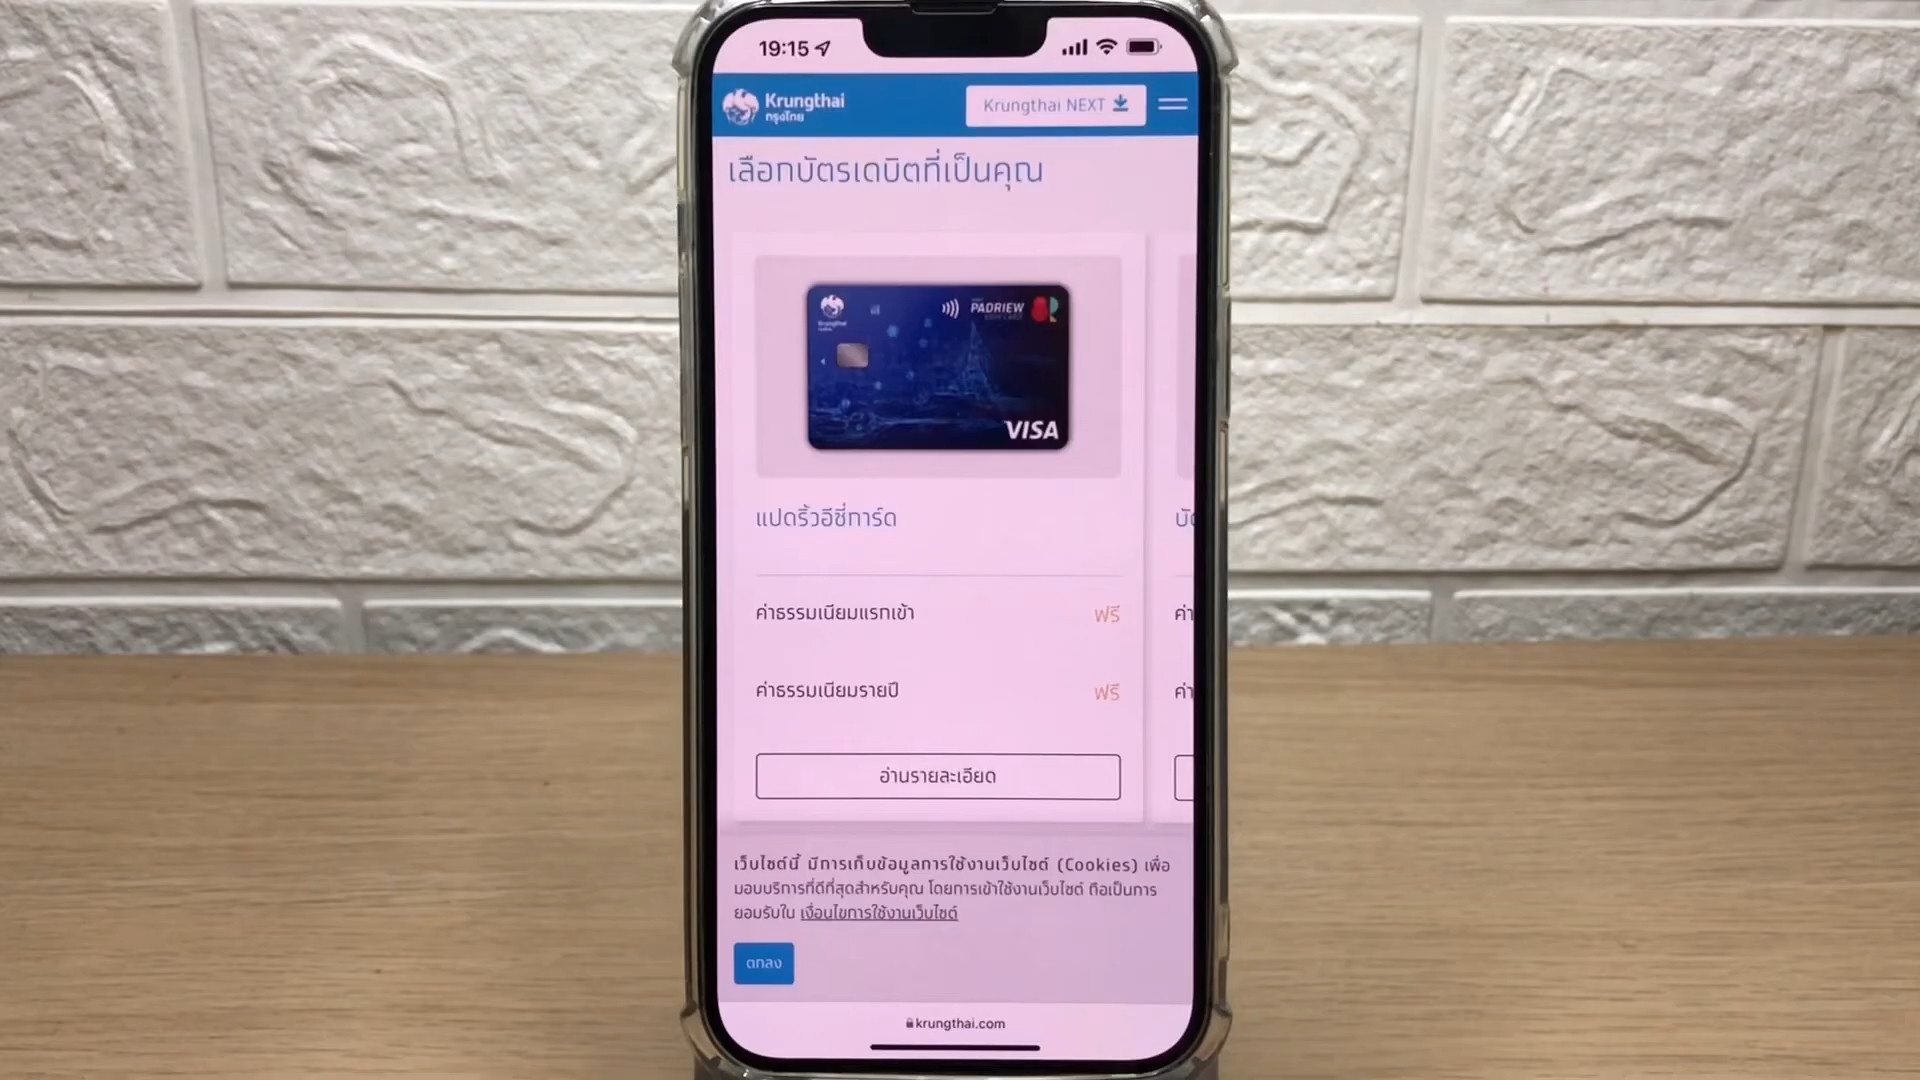 19:15
Krungthai
กรุงไทย
Krungthai NEXT
เลือกบัตรเดบิตที่เป็นคุณ
Krungthai
PADRIEW
VISA
แปดริ้วอีซี่การ์ด
ค่าธรรมเนียมแรกเข้า ฟรี
ค่าธรรมเนียมรายปี ฟรี
อ่านรายละเอียด
เว็บไซต์นี้ มีการเก็บข้อมูลการใช้งานเว็บไซต์ (Cookies) เพื่อ
มอบบริการที่ดีที่สุดสำหรับคุณ โดยการเข้าใช้งานเว็บไซต์ ถือเป็นการ
ยอมรับใน เงื่อนไขการใช้งานเว็บไซต์
ตกลง
krungthai.com